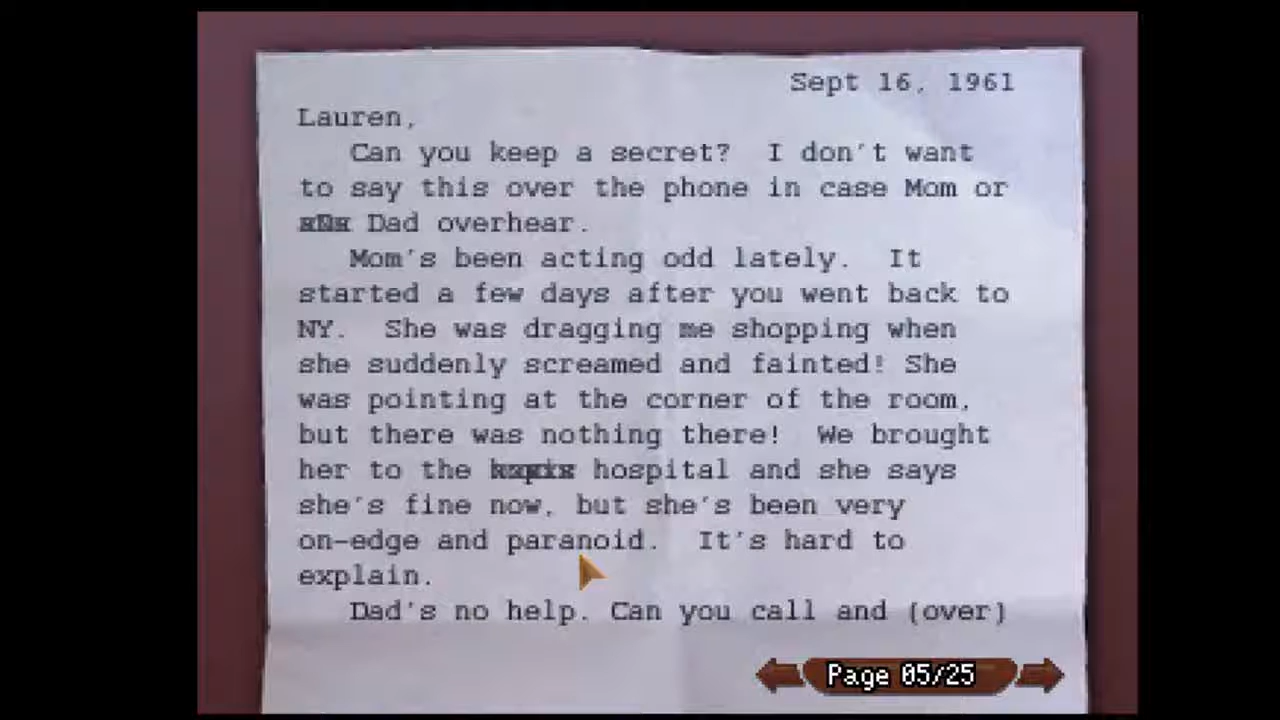 Sept 16, 1961
Lauren,
Can you keep a secret? I don't want
to say this over the phone in case Mom or
Dad overhear.
Mom's been acting odd lately. It
started a few days after you went back to
NY. She was dragging me shopping when
she suddenly screamed and fainted! She
was pointing at the corner of the room,
but there was nothing there! We brought
her to the hospital and she says
she's fine now, but she's been very
on-edge and paranoid. It's hard to
explain.
Dad's no help. Can you call and (over)
Page 05/25